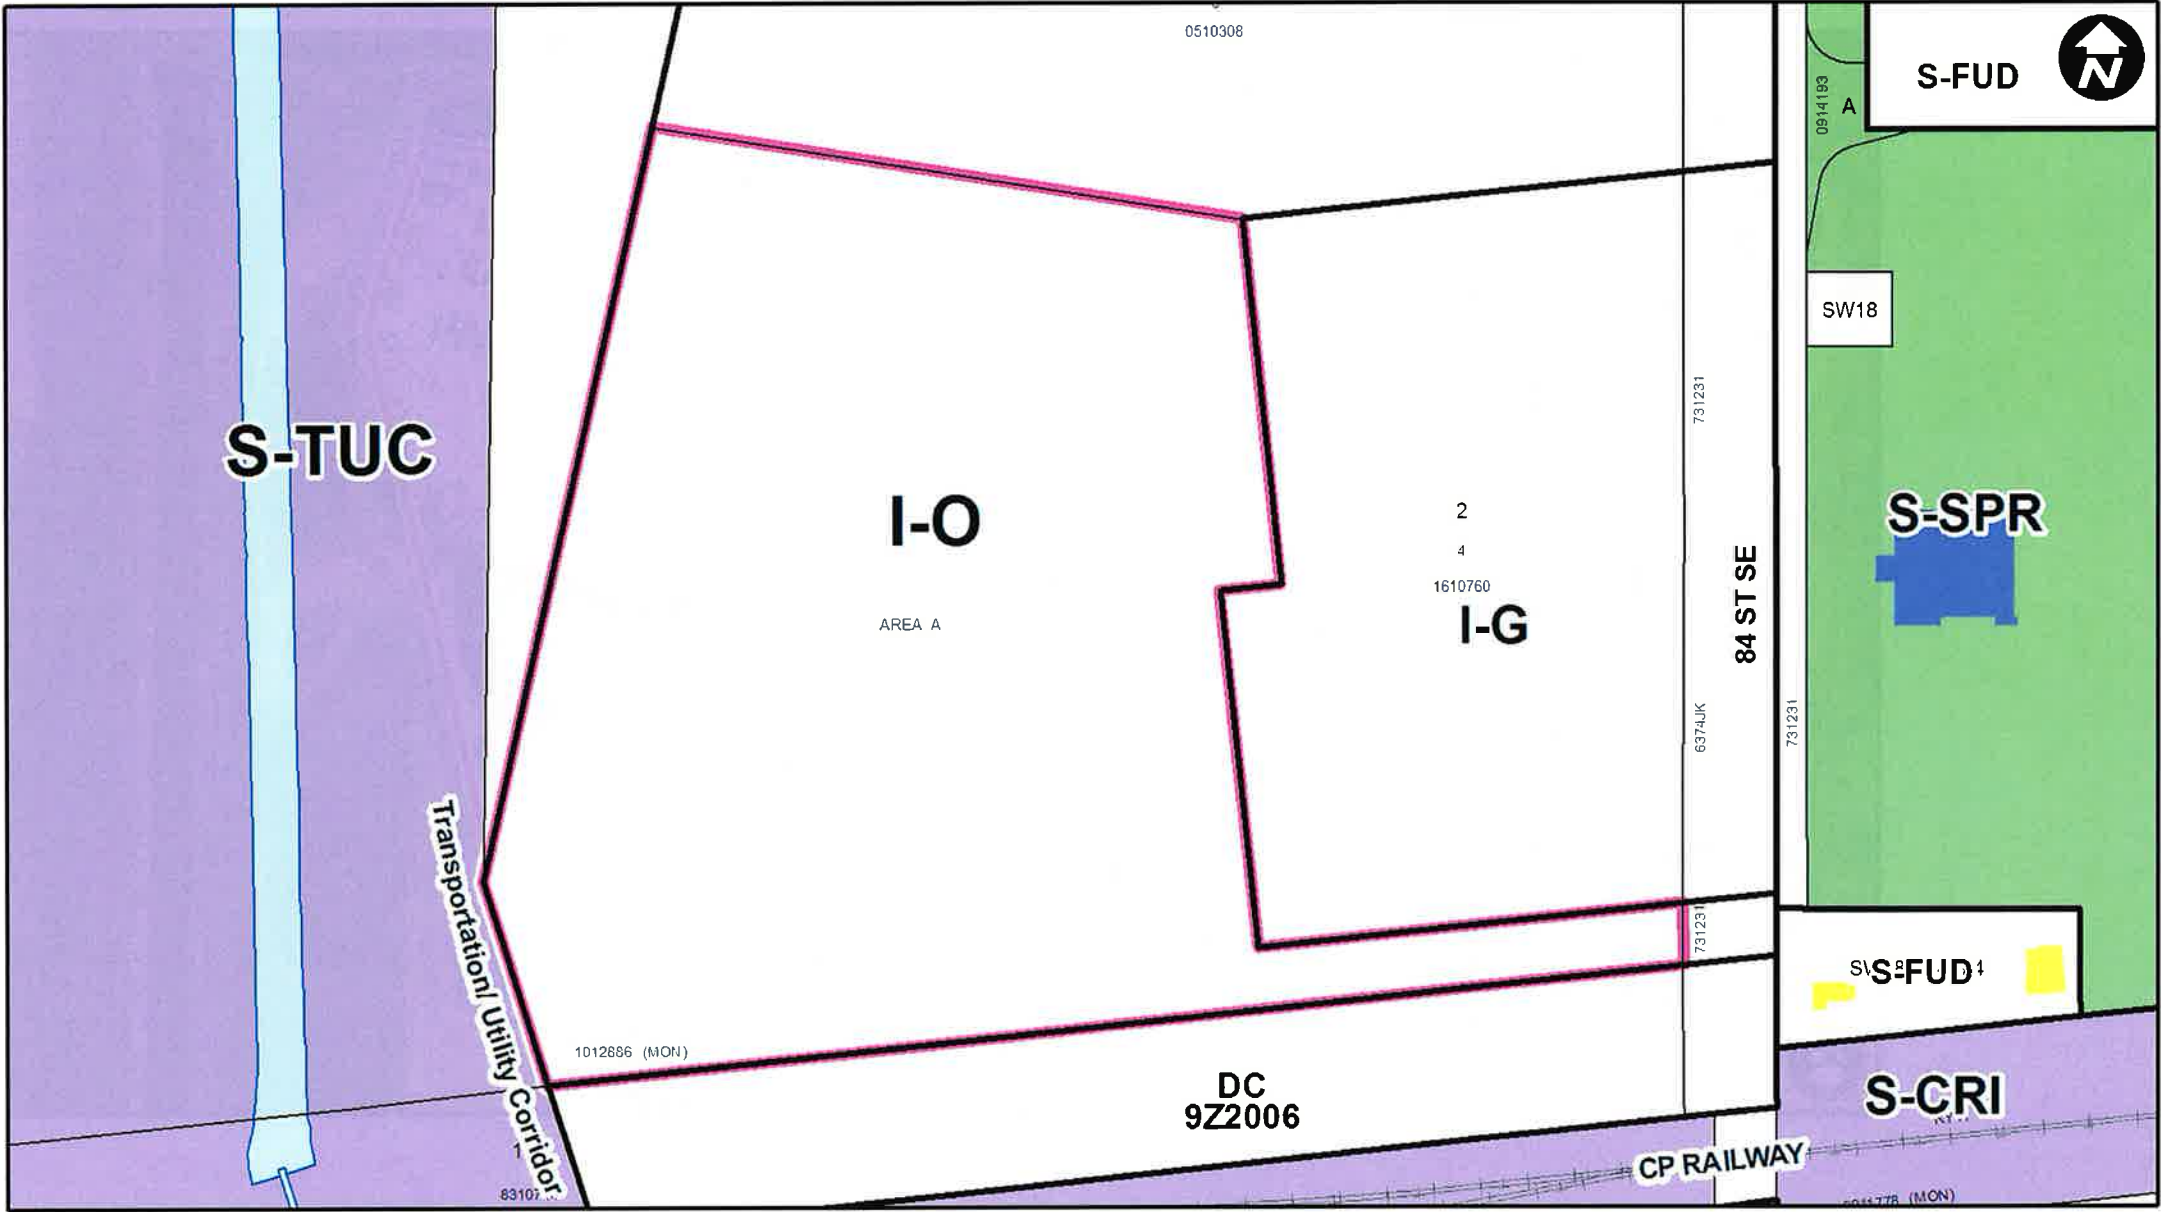 0510308
S-FUD
N
0914193
A
SW18
731231
S-TUC
I-O
S-SPR
2
4
1610760
I-G
84 ST SE
AREA A
6374JK
731231
Transportation/ Utility Corridor
731231
S-FUD
1012886 (MON)
DC
9Z2006
S-CRI
CP RAILWAY
(MON)